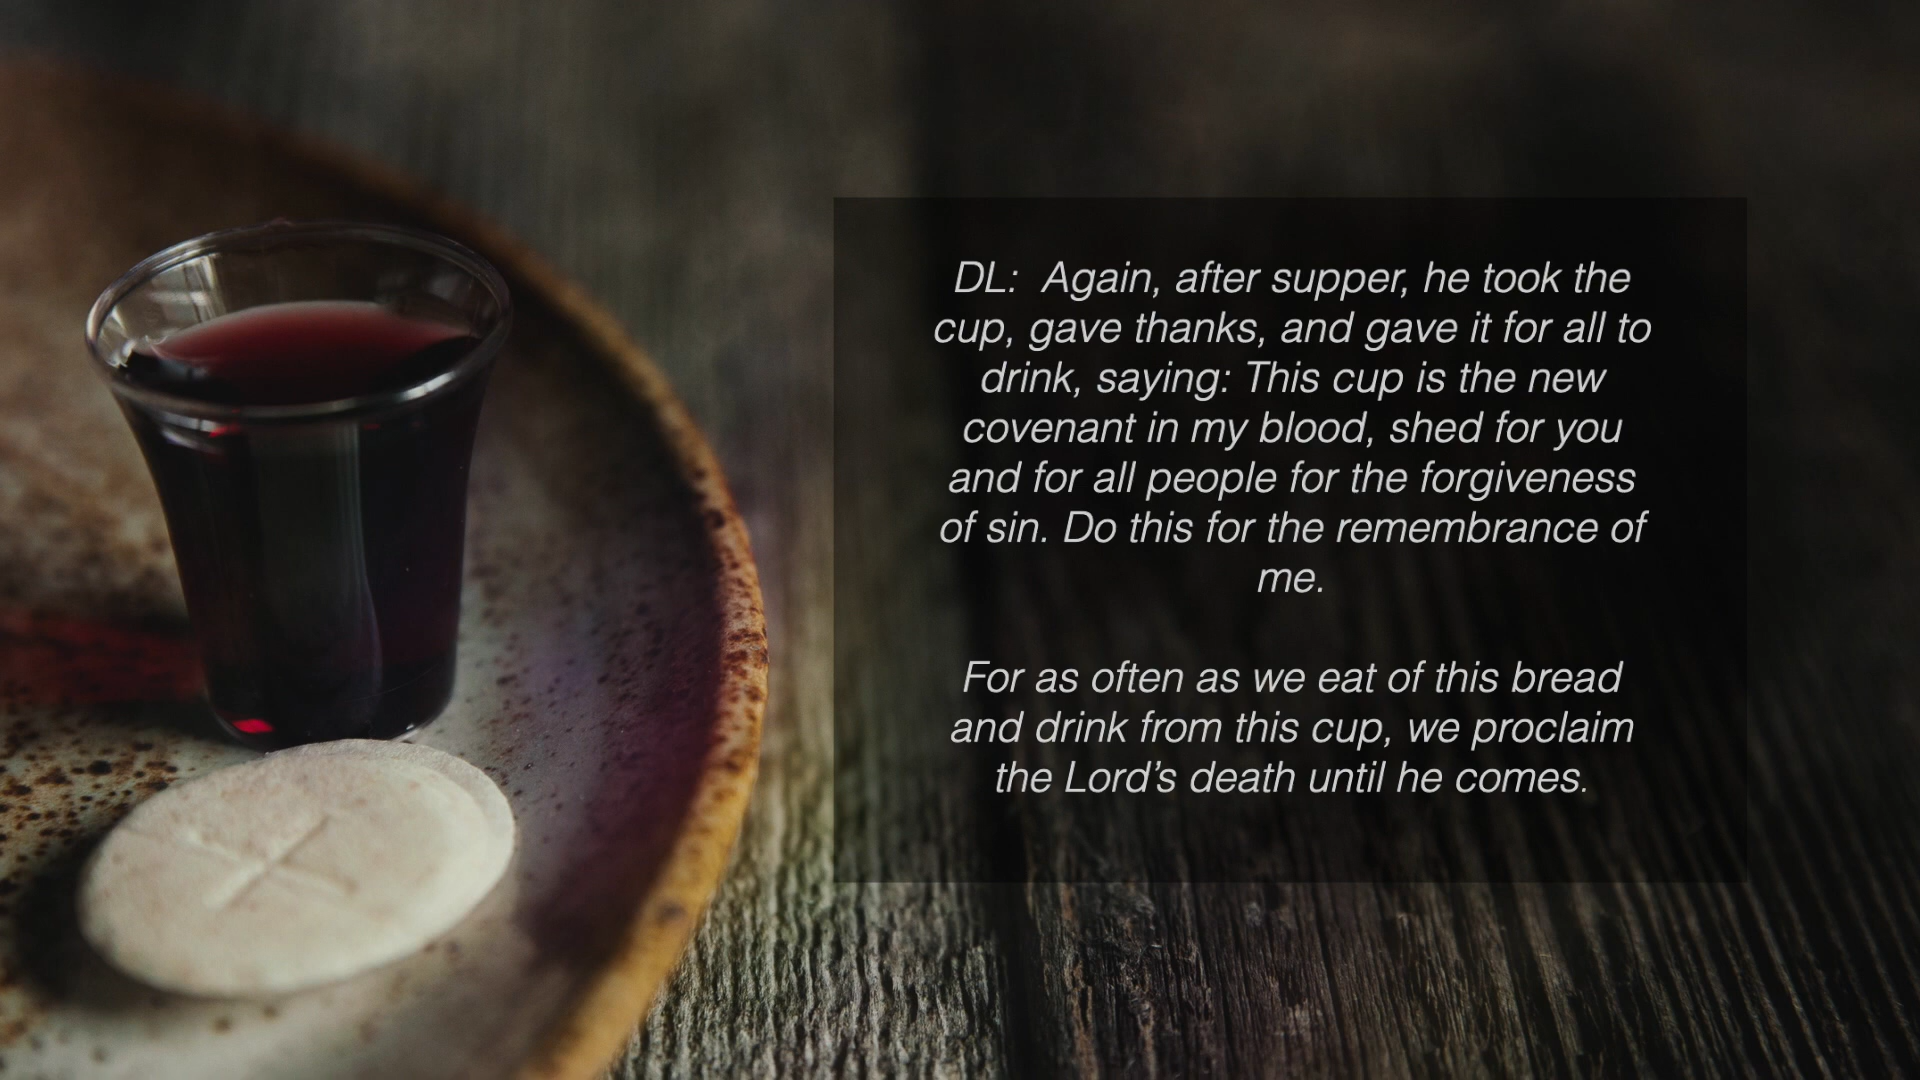 DL:  Again, after supper, he took the
cup, gave thanks, and gave it for all to
drink, saying: This cup is the new
covenant in my blood, shed for you
and for all people for the forgiveness
of sin. Do this for the remembrance of
me.
For as often as we eat of this bread
and drink from this cup, we proclaim
the Lord’s death until he comes.